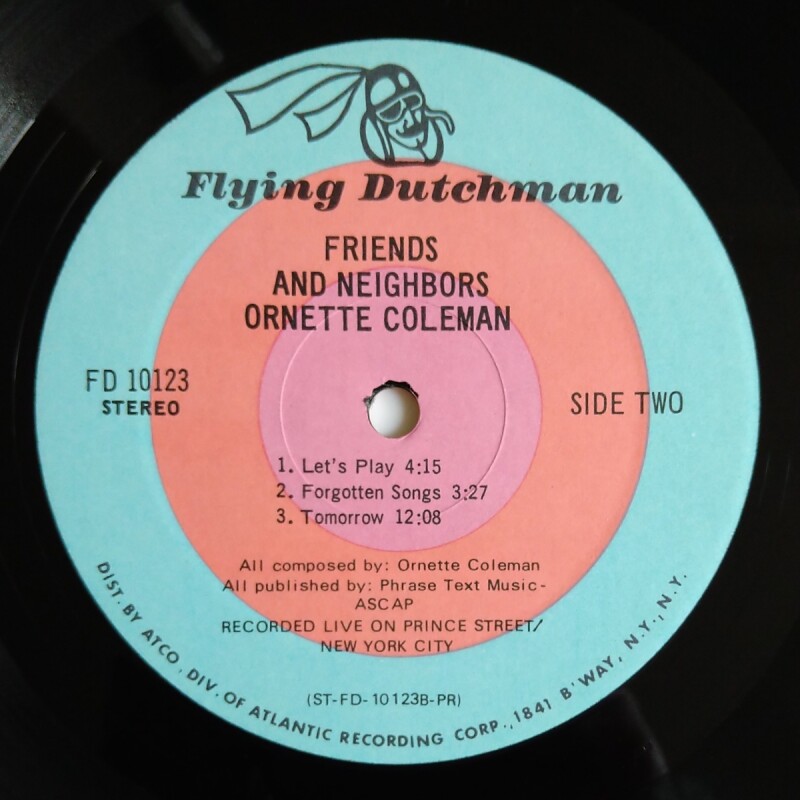 Flying Dutchman
FRIENDS
AND NEIGHBORS
ORNETTE COLEMAN
FD 10123
STEREO
SIDE TWO
1. Let's Play 4:15
2. Forgotten Songs 3:27
3. Tomorrow 12:08
All composed by: Ornette Coleman
All published by: Phrase Text Music-
ASCAP
RECORDED LIVE ON PRINCE STREET/
NEW YORK CITY
(ST-FD-10123B-PR)
DIST. BY ATCO, DIV. OF ATLANTIC RECORDING CORP., 1841 B'WAY, N.Y., N.Y.